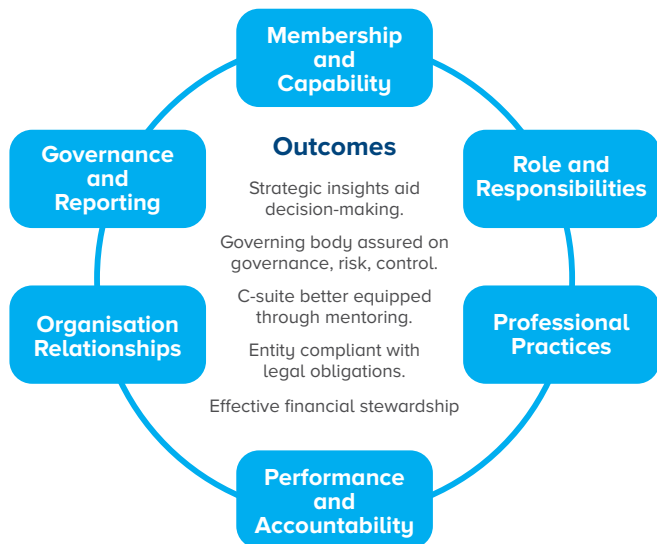 Membership
and
Capability
Governance
and
Reporting
Outcomes
Role and
Responsibilities
Strategic insights aid
decision-making.
Governing body assured on
governance, risk, control.
C-suite better equipped
through mentoring.
Organisation
Relationships
Professional
Practices
Entity compliant with
legal obligations.
Effective financial stewardship
Performance
and
Accountability